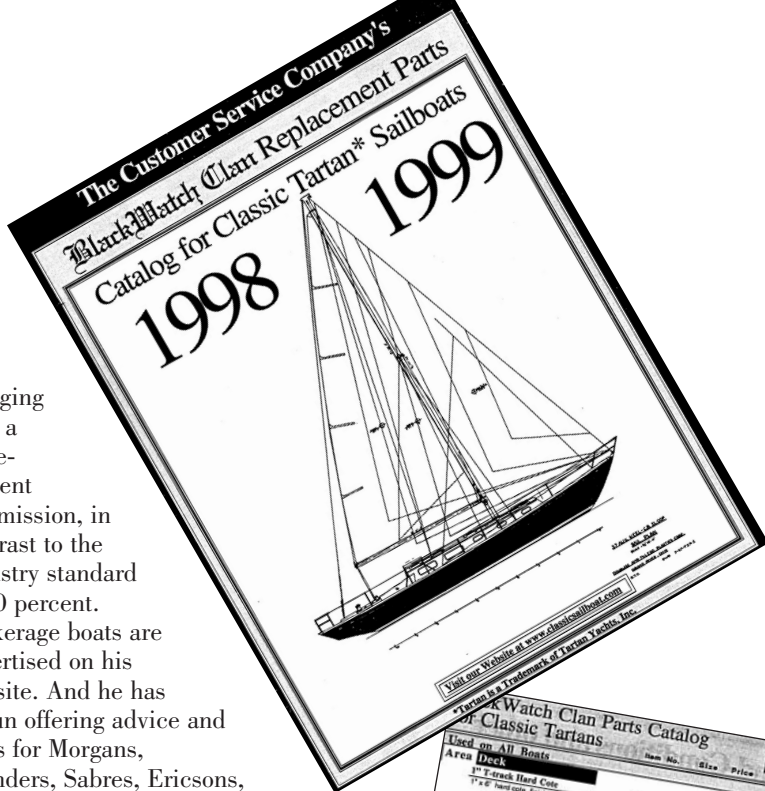 The Customer Service Company's
BlackWatch Clan Replacement Parts
Catalog for Classic Tartan* Sailboats
1998 1999
Visit our Website at www.classicsailboat.com
*Tartan is a Trademark of Tartan Yachts, Inc.
ging
a
e-
ent
mission, in
rast to the
stry standard
0 percent.
kerage boats are
ertised on his
site. And he has
un offering advice and
s for Morgans,
nders, Sabres, Ericsons,
kWatch Clan Parts Catalog
or Classic Tartans
Used on All Boats
Item No. Size Price
Area Deck
1" T-track Hard Cote